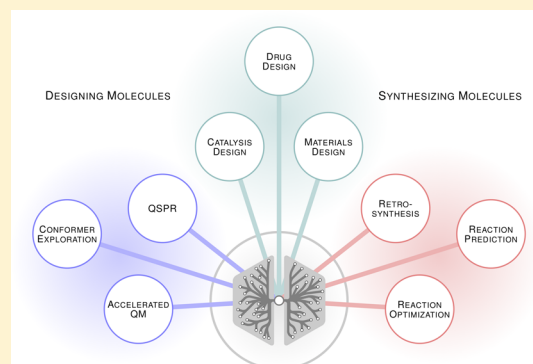 DRUG
DESIGN
DESIGNING MOLECULES
SYNTHESIZING MOLECULES
CATALYSIS
DESIGN
MATERIALS
DESIGN
QSPR
RETRO-
SYNTHESIS
CONFORMER
EXPLORATION
REACTION
PREDICTION
ACCELERATED
QM
REACTION
OPTIMIZATION